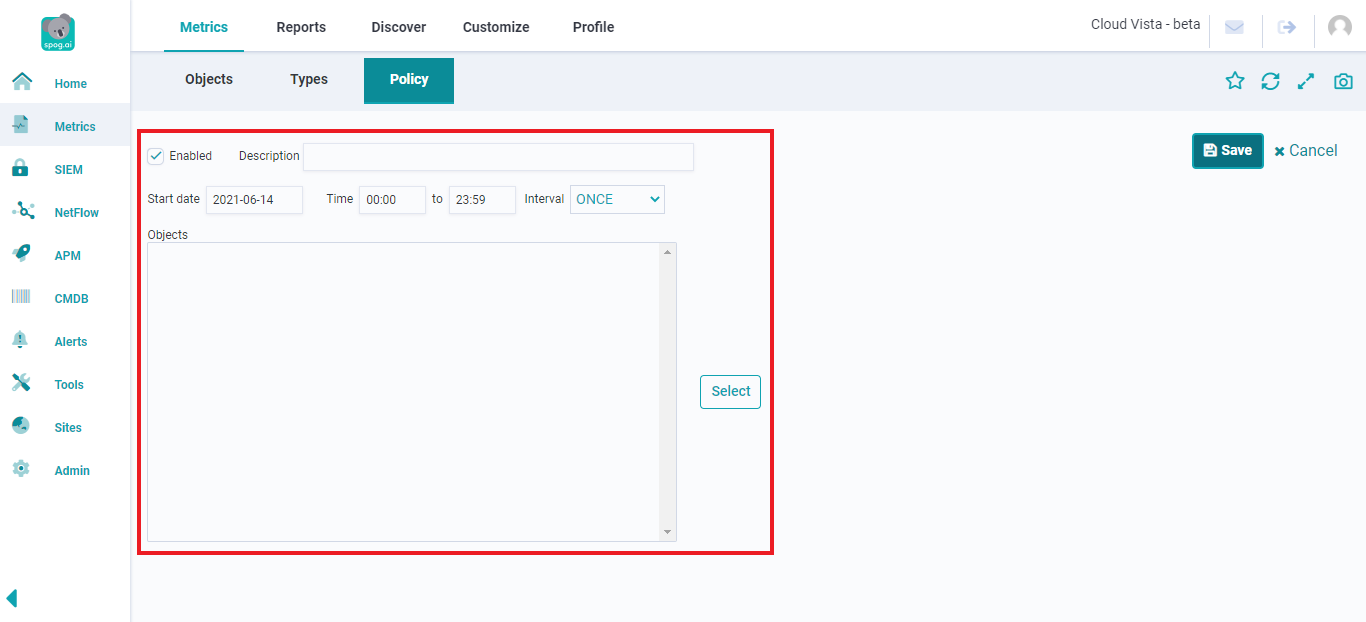 spog.ai
Metrics Reports Discover Customize Profile
Cloud Vista - beta
Objects Types Policy
Home
Metrics
SIEM
NetFlow
APM
CMDB
Alerts
Tools
Sites
Admin
Enabled Description
Save Cancel
Start date 2021-06-14 Time 00:00 to 23:59 Interval ONCE
Objects
Select